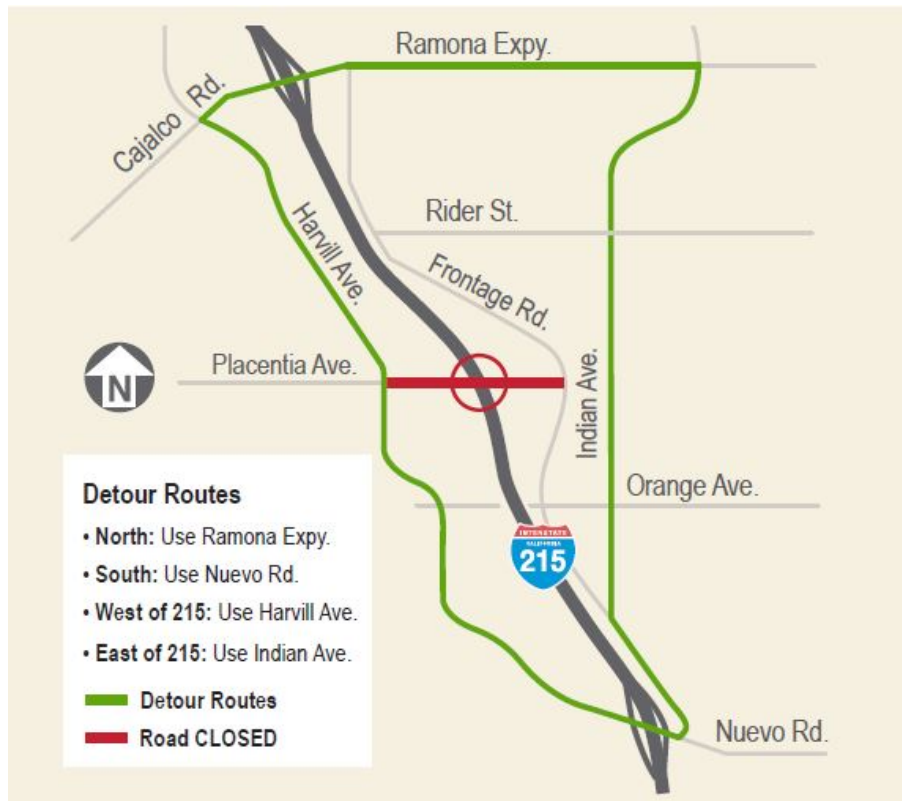 Ramona Expy.
Cajalco Rd.
Rider St.
Harvill Ave.
Frontage Rd.
Placentia Ave.
N
Indian Ave.
Orange Ave.
INTERSTATE
CALIFORNIA
215
Nuevo Rd.
Detour Routes
• North: Use Ramona Expy.
• South: Use Nuevo Rd.
• West of 215: Use Harvill Ave.
• East of 215: Use Indian Ave.
Detour Routes
Road CLOSED